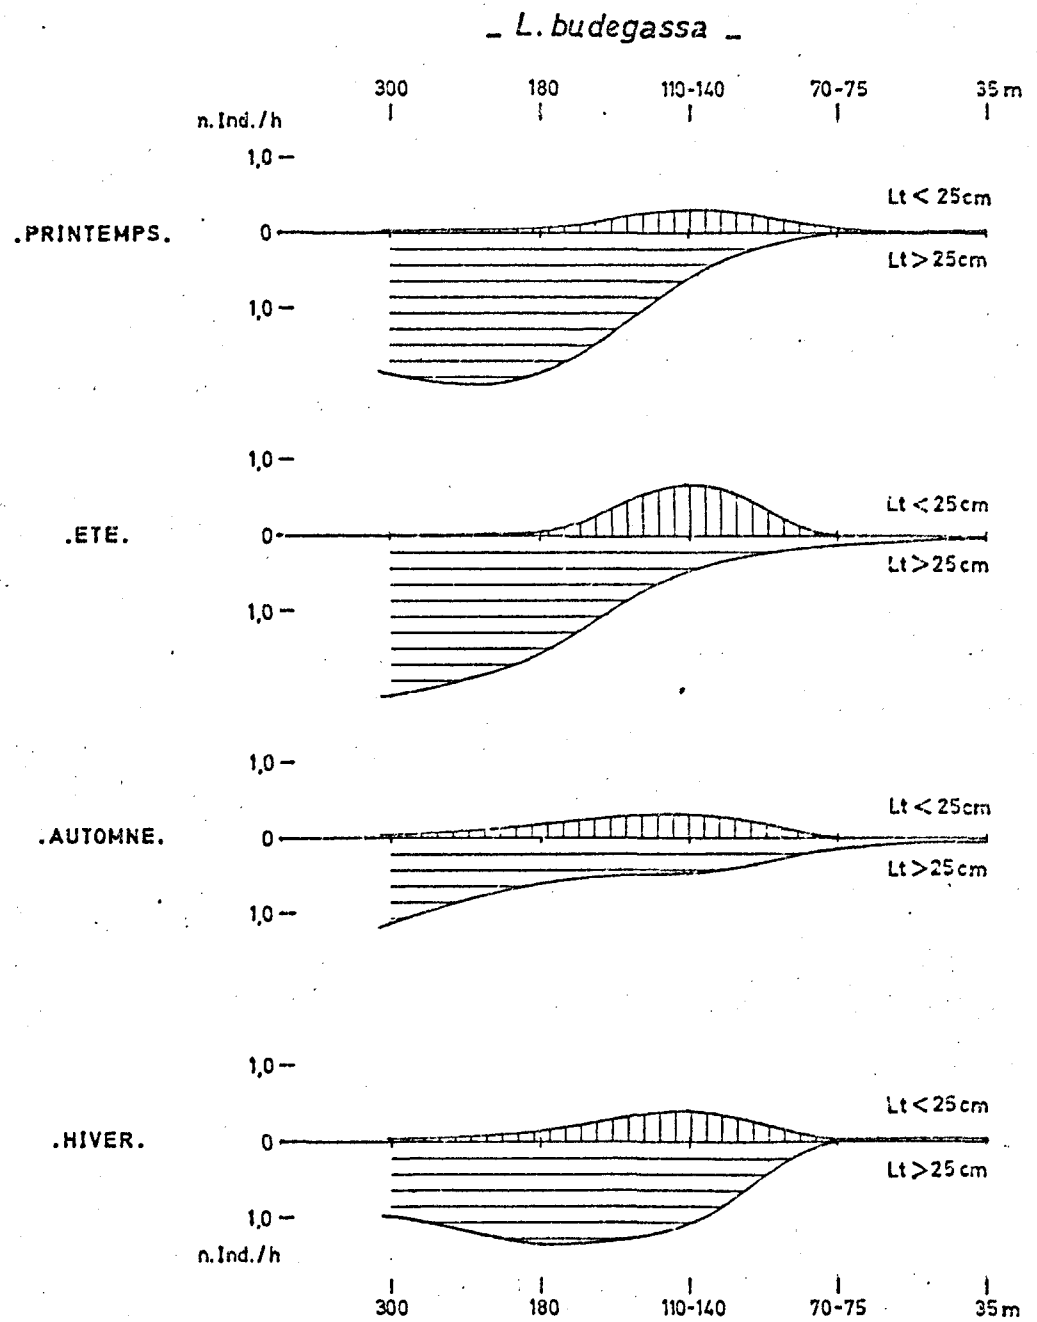 _ L. budegassa _
300 180 110-140 70-75 35 m
n. Ind./h
1,0
Lt < 25cm
.PRINTEMPS. 0
Lt > 25cm
1,0
1,0
Lt < 25cm
.ETE. 0
Lt > 25cm
1,0
1,0
Lt < 25cm
.AUTOMNE. 0
Lt > 25cm
1,0
1,0
Lt < 25cm
.HIVER. 0
Lt > 25cm
1,0
n. Ind./h
300 180 110-140 70-75 35 m